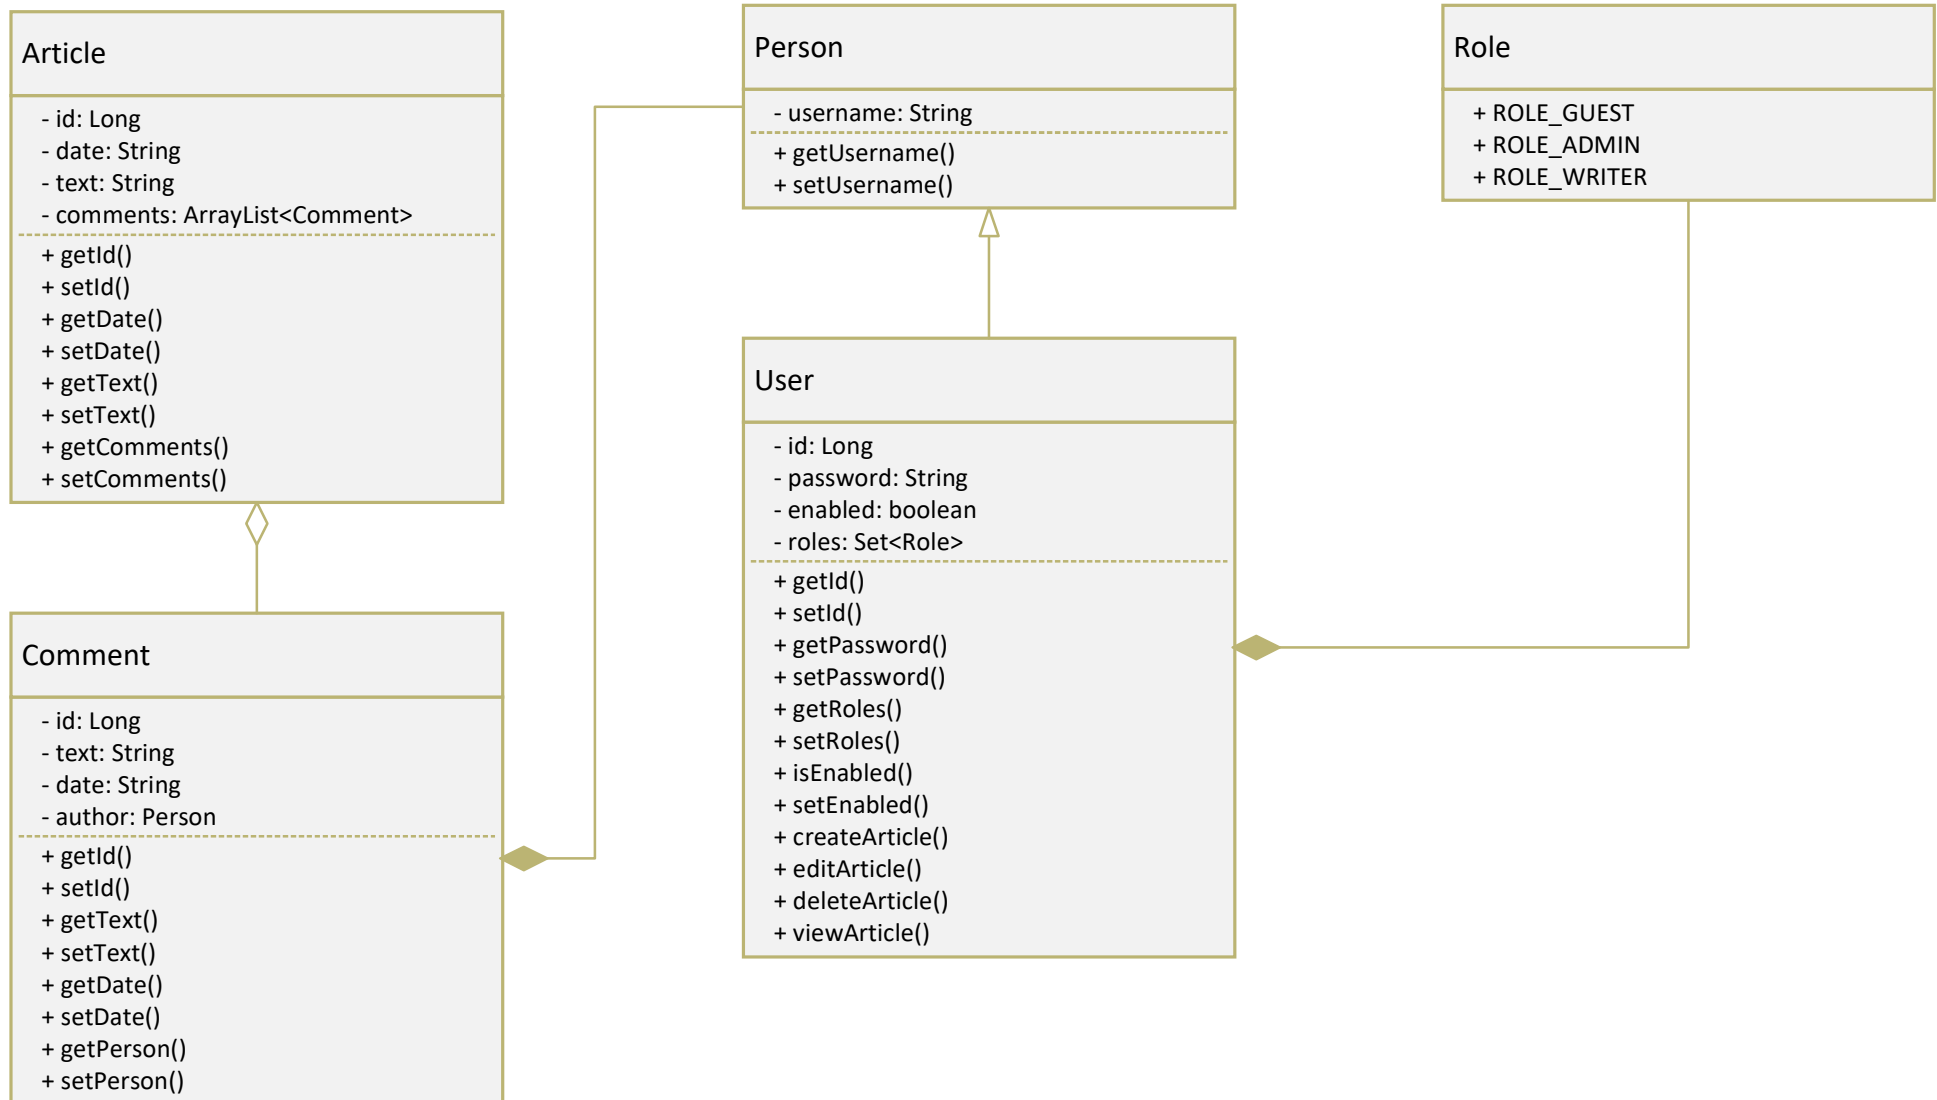 Article
- id: Long
- date: String
- text: String
- comments: ArrayList<Comment>
+ getId()
+ setId()
+ getDate()
+ setDate()
+ getText()
+ setText()
+ getComments()
+ setComments()
Comment
- id: Long
- text: String
- date: String
- author: Person
+ getId()
+ setId()
+ getText()
+ setText()
+ getDate()
+ setDate()
+ getPerson()
+ setPerson()
Person
- username: String
+ getUsername()
+ setUsername()
User
- id: Long
- password: String
- enabled: boolean
- roles: Set<Role>
+ getId()
+ setId()
+ getPassword()
+ setPassword()
+ getRoles()
+ setRoles()
+ isEnabled()
+ setEnabled()
+ createArticle()
+ editArticle()
+ deleteArticle()
+ viewArticle()
Role
+ ROLE_GUEST
+ ROLE_ADMIN
+ ROLE_WRITER